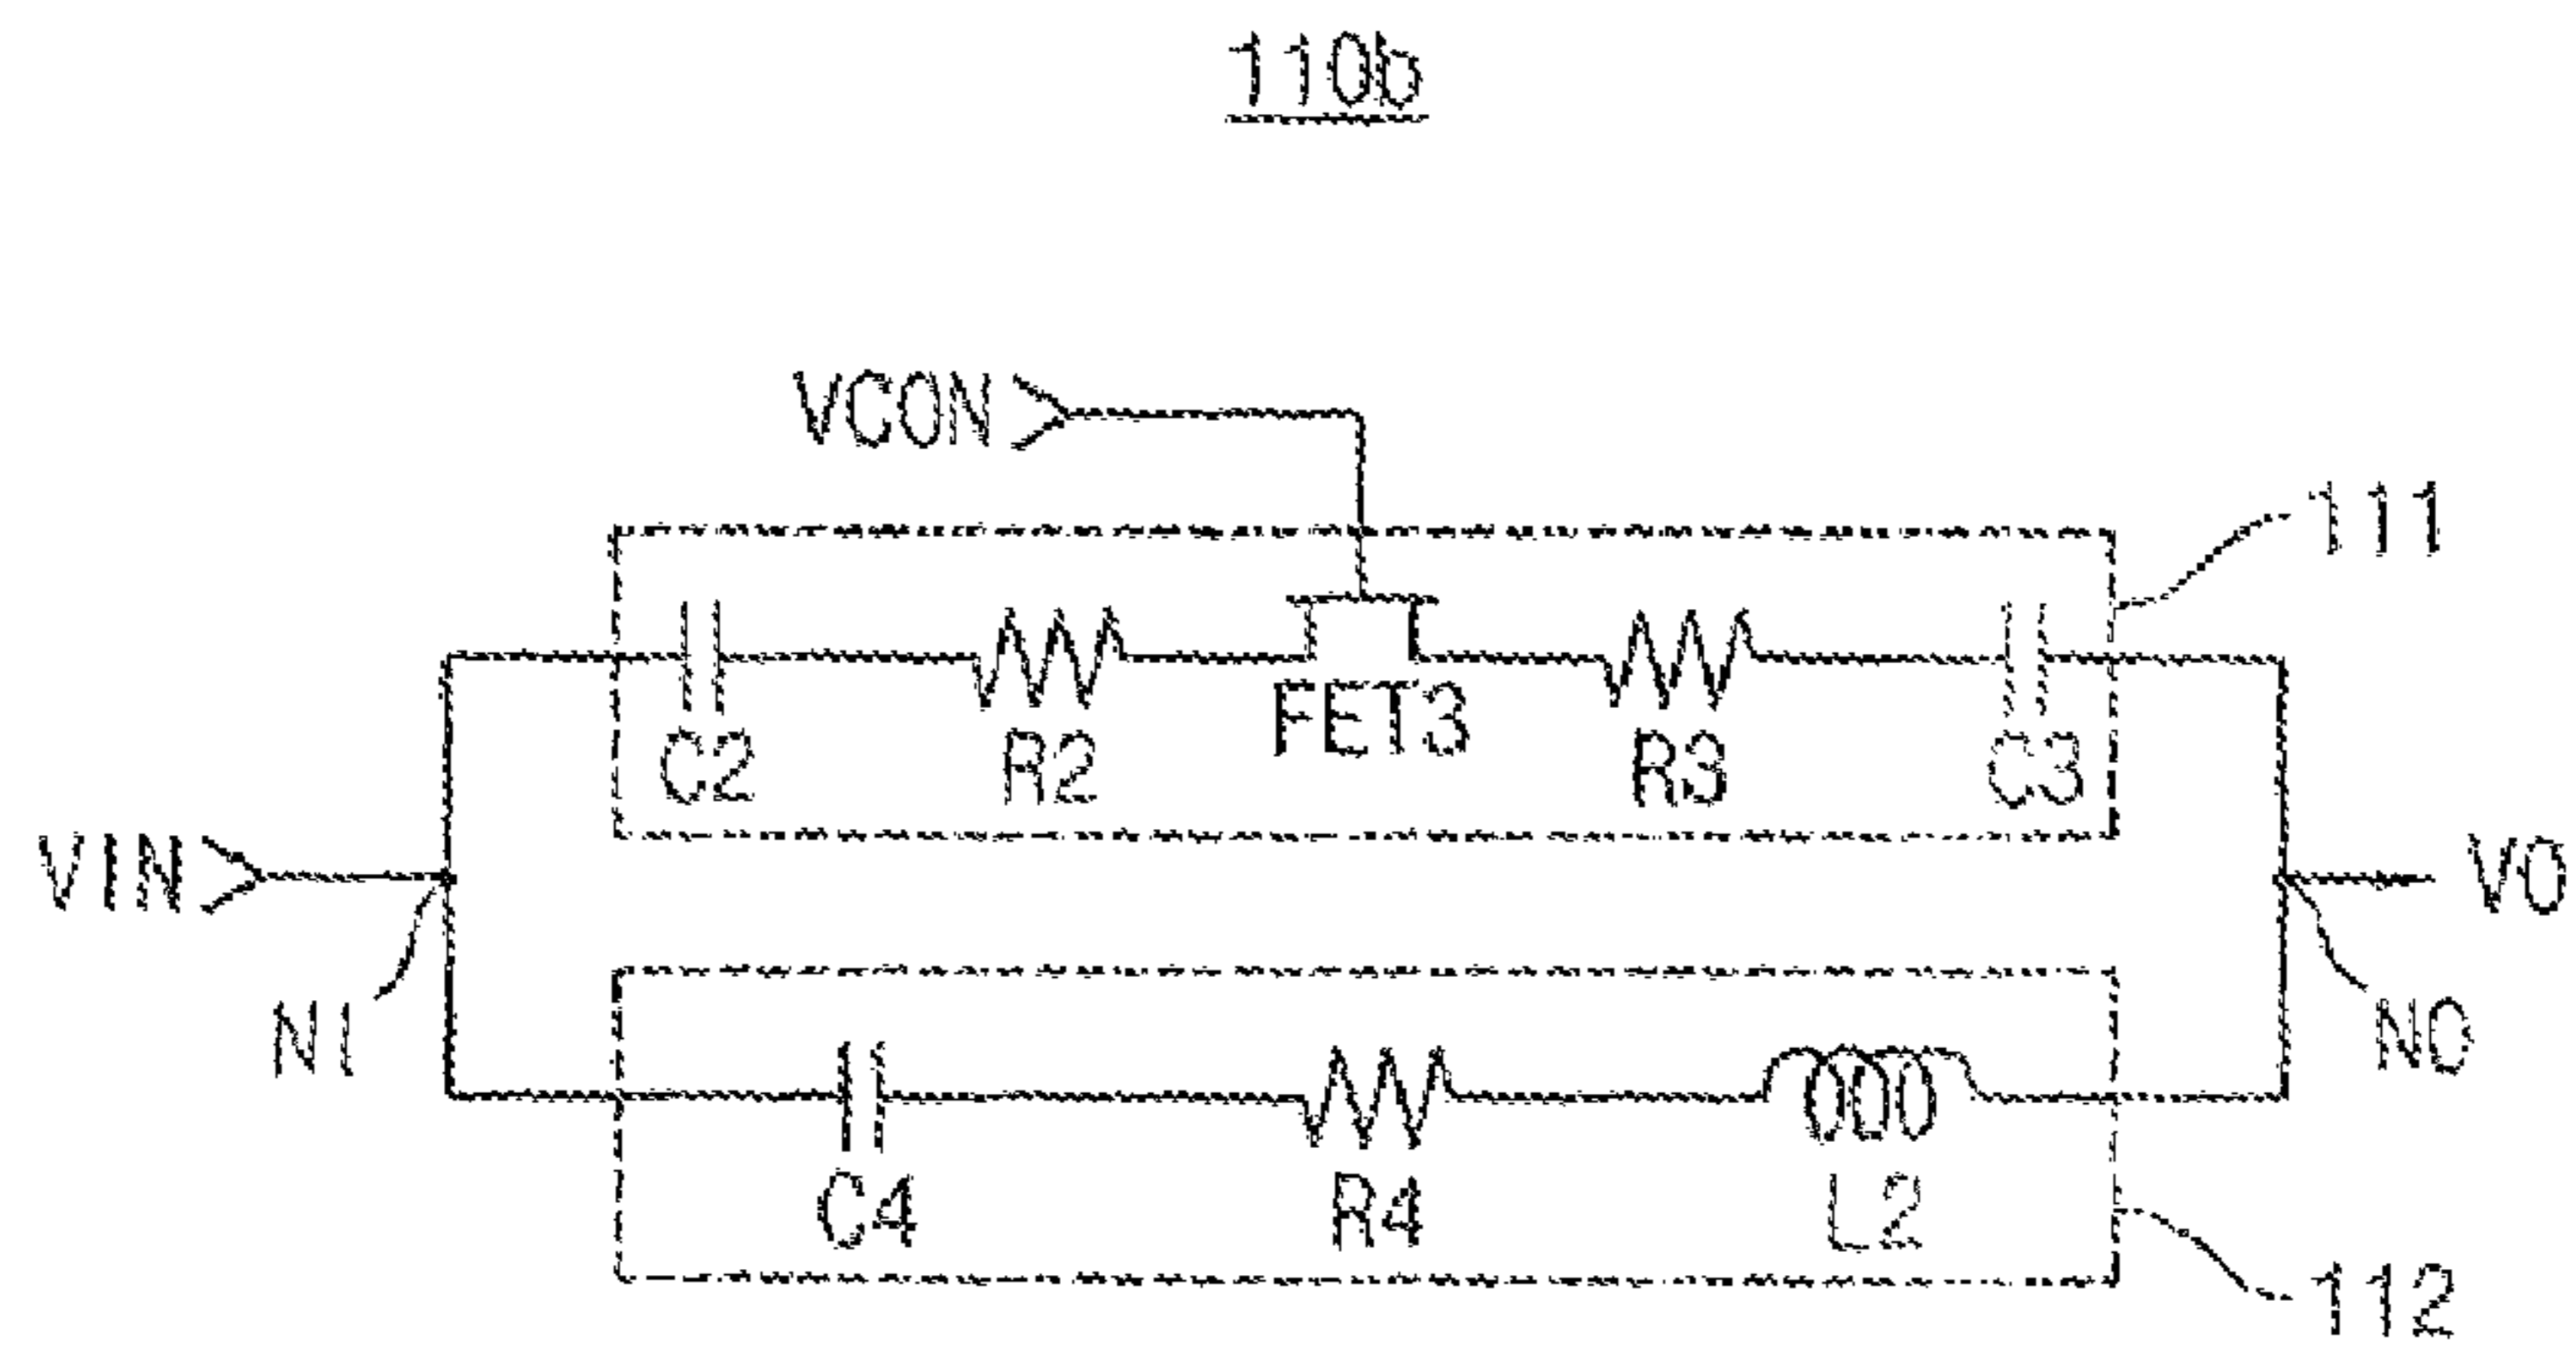 110b
VCON
111
C2 R2 FET3 R3 C3
VIN VO
NI NO
C4 R4 L2
112